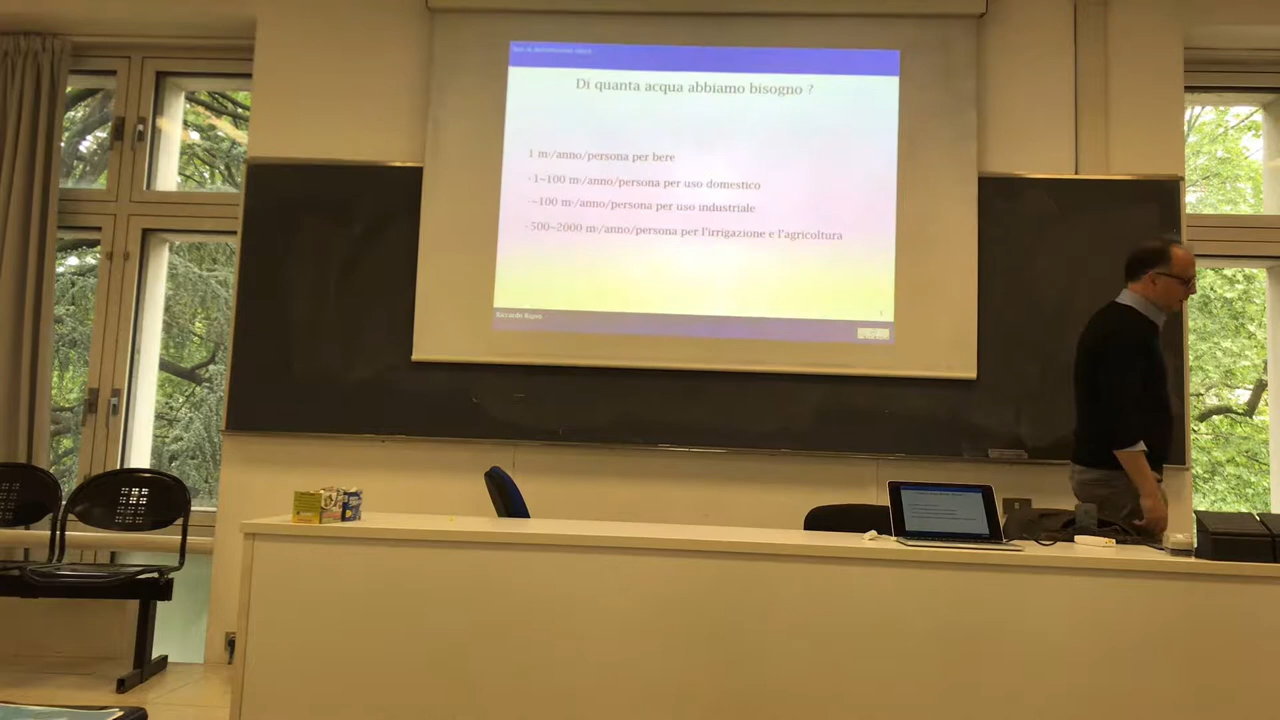 Di quanta acqua abbiamo bisogno ?
1 m³/anno/persona per bere
·1~100 m³/anno/persona per uso domestico
·~100 m³/anno/persona per uso industriale
·500~2000 m³/anno/persona per l'irrigazione e l'agricoltura
Riccardo